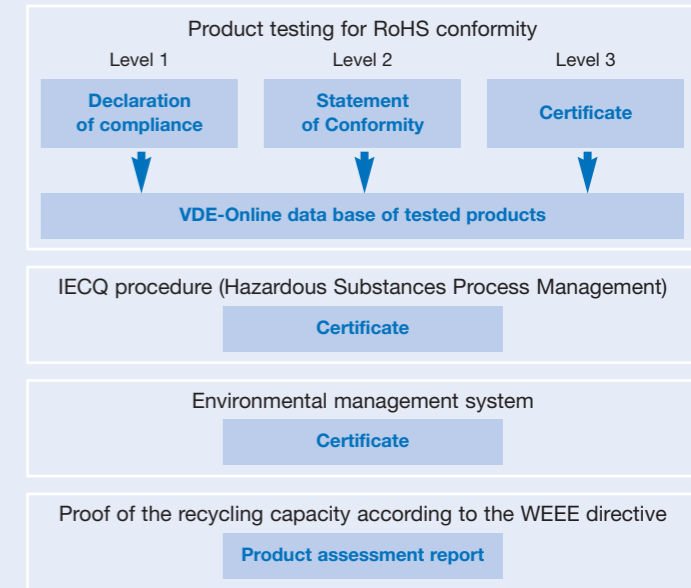 Product testing for RoHS conformity
Level 1 Level 2 Level 3
Declaration
of compliance
Statement
of Conformity
Certificate
VDE-Online data base of tested products
IECQ procedure (Hazardous Substances Process Management)
Certificate
Environmental management system
Certificate
Proof of the recycling capacity according to the WEEE directive
Product assessment report